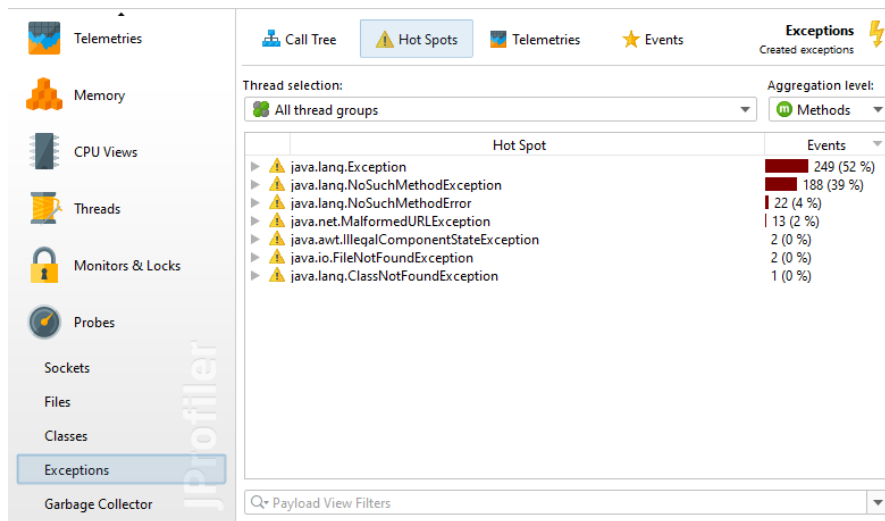 Telemetries
Memory
CPU Views
Threads
Monitors & Locks
Probes
Sockets
Files
Classes
Exceptions
Garbage Collector
JProfiler
Call Tree
Hot Spots
Telemetries
Events
Exceptions
Created exceptions
Thread selection:
Aggregation level:
All thread groups
Methods
Hot Spot Events
java.lang.Exception 249 (52 %)
java.lang.NoSuchMethodException 188 (39 %)
java.lang.NoSuchMethodError 22 (4 %)
java.net.MalformedURLException 13 (2 %)
java.awt.IllegalComponentStateException 2 (0 %)
java.io.FileNotFoundException 2 (0 %)
java.lang.ClassNotFoundException 1 (0 %)
Payload View Filters